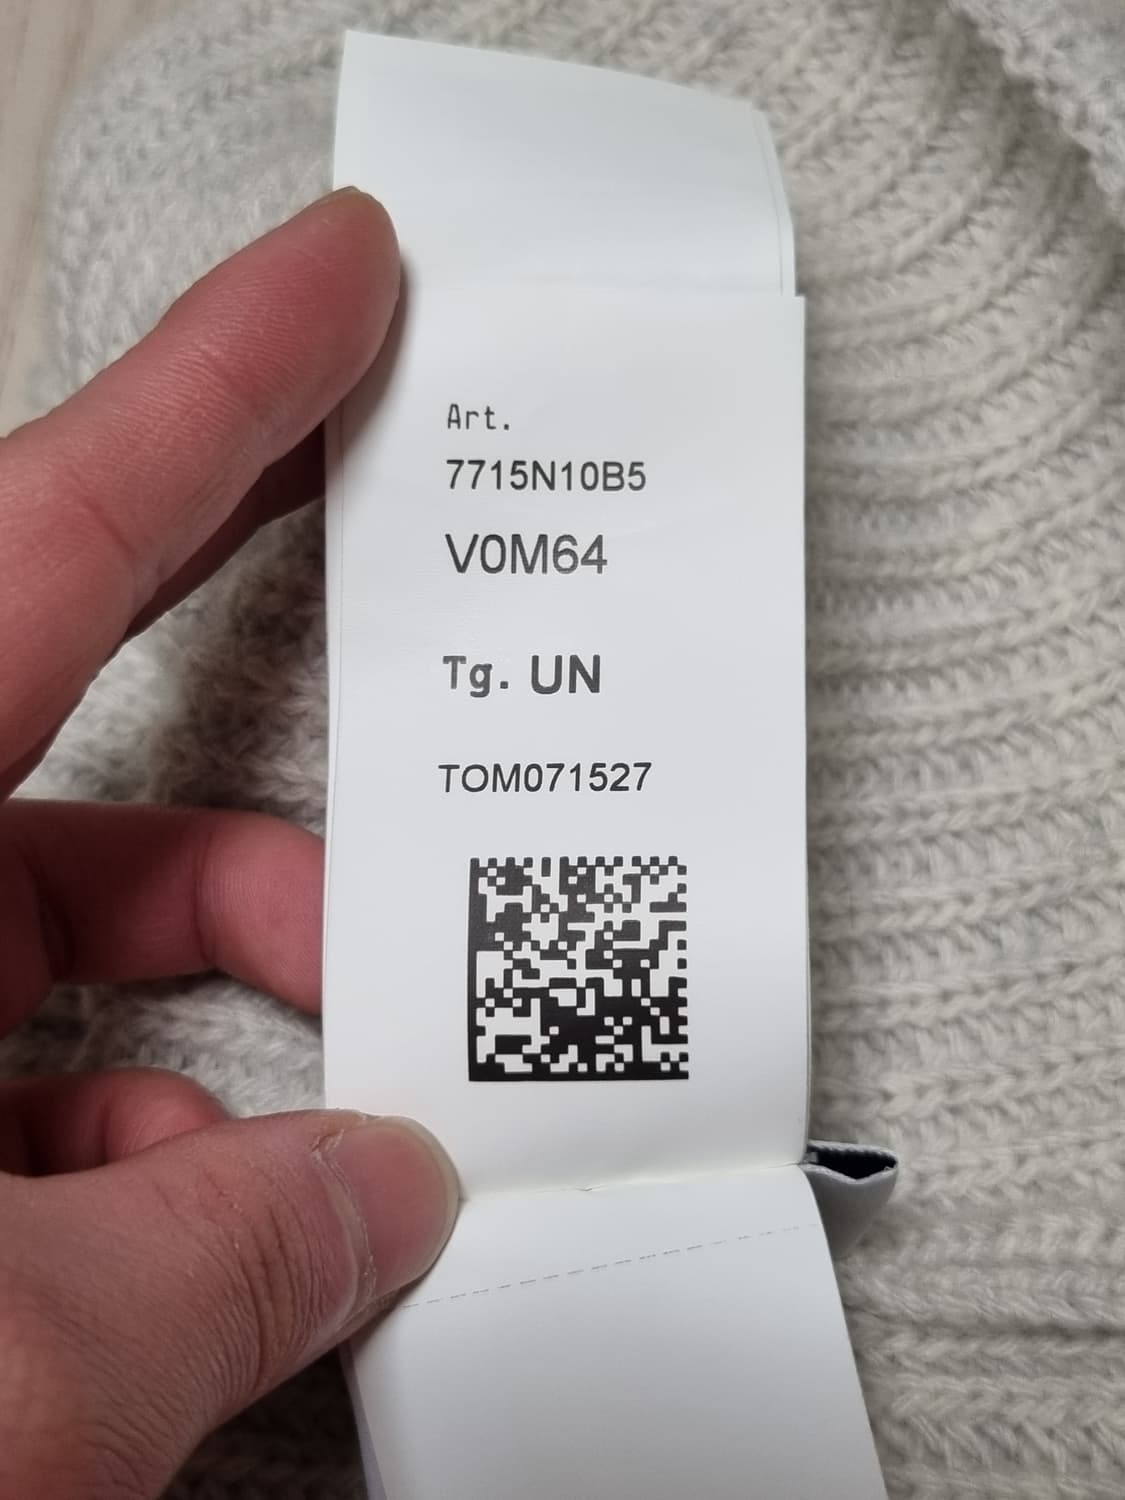 Art.
7715N10B5
V0M64
Tg. UN
TOM071527